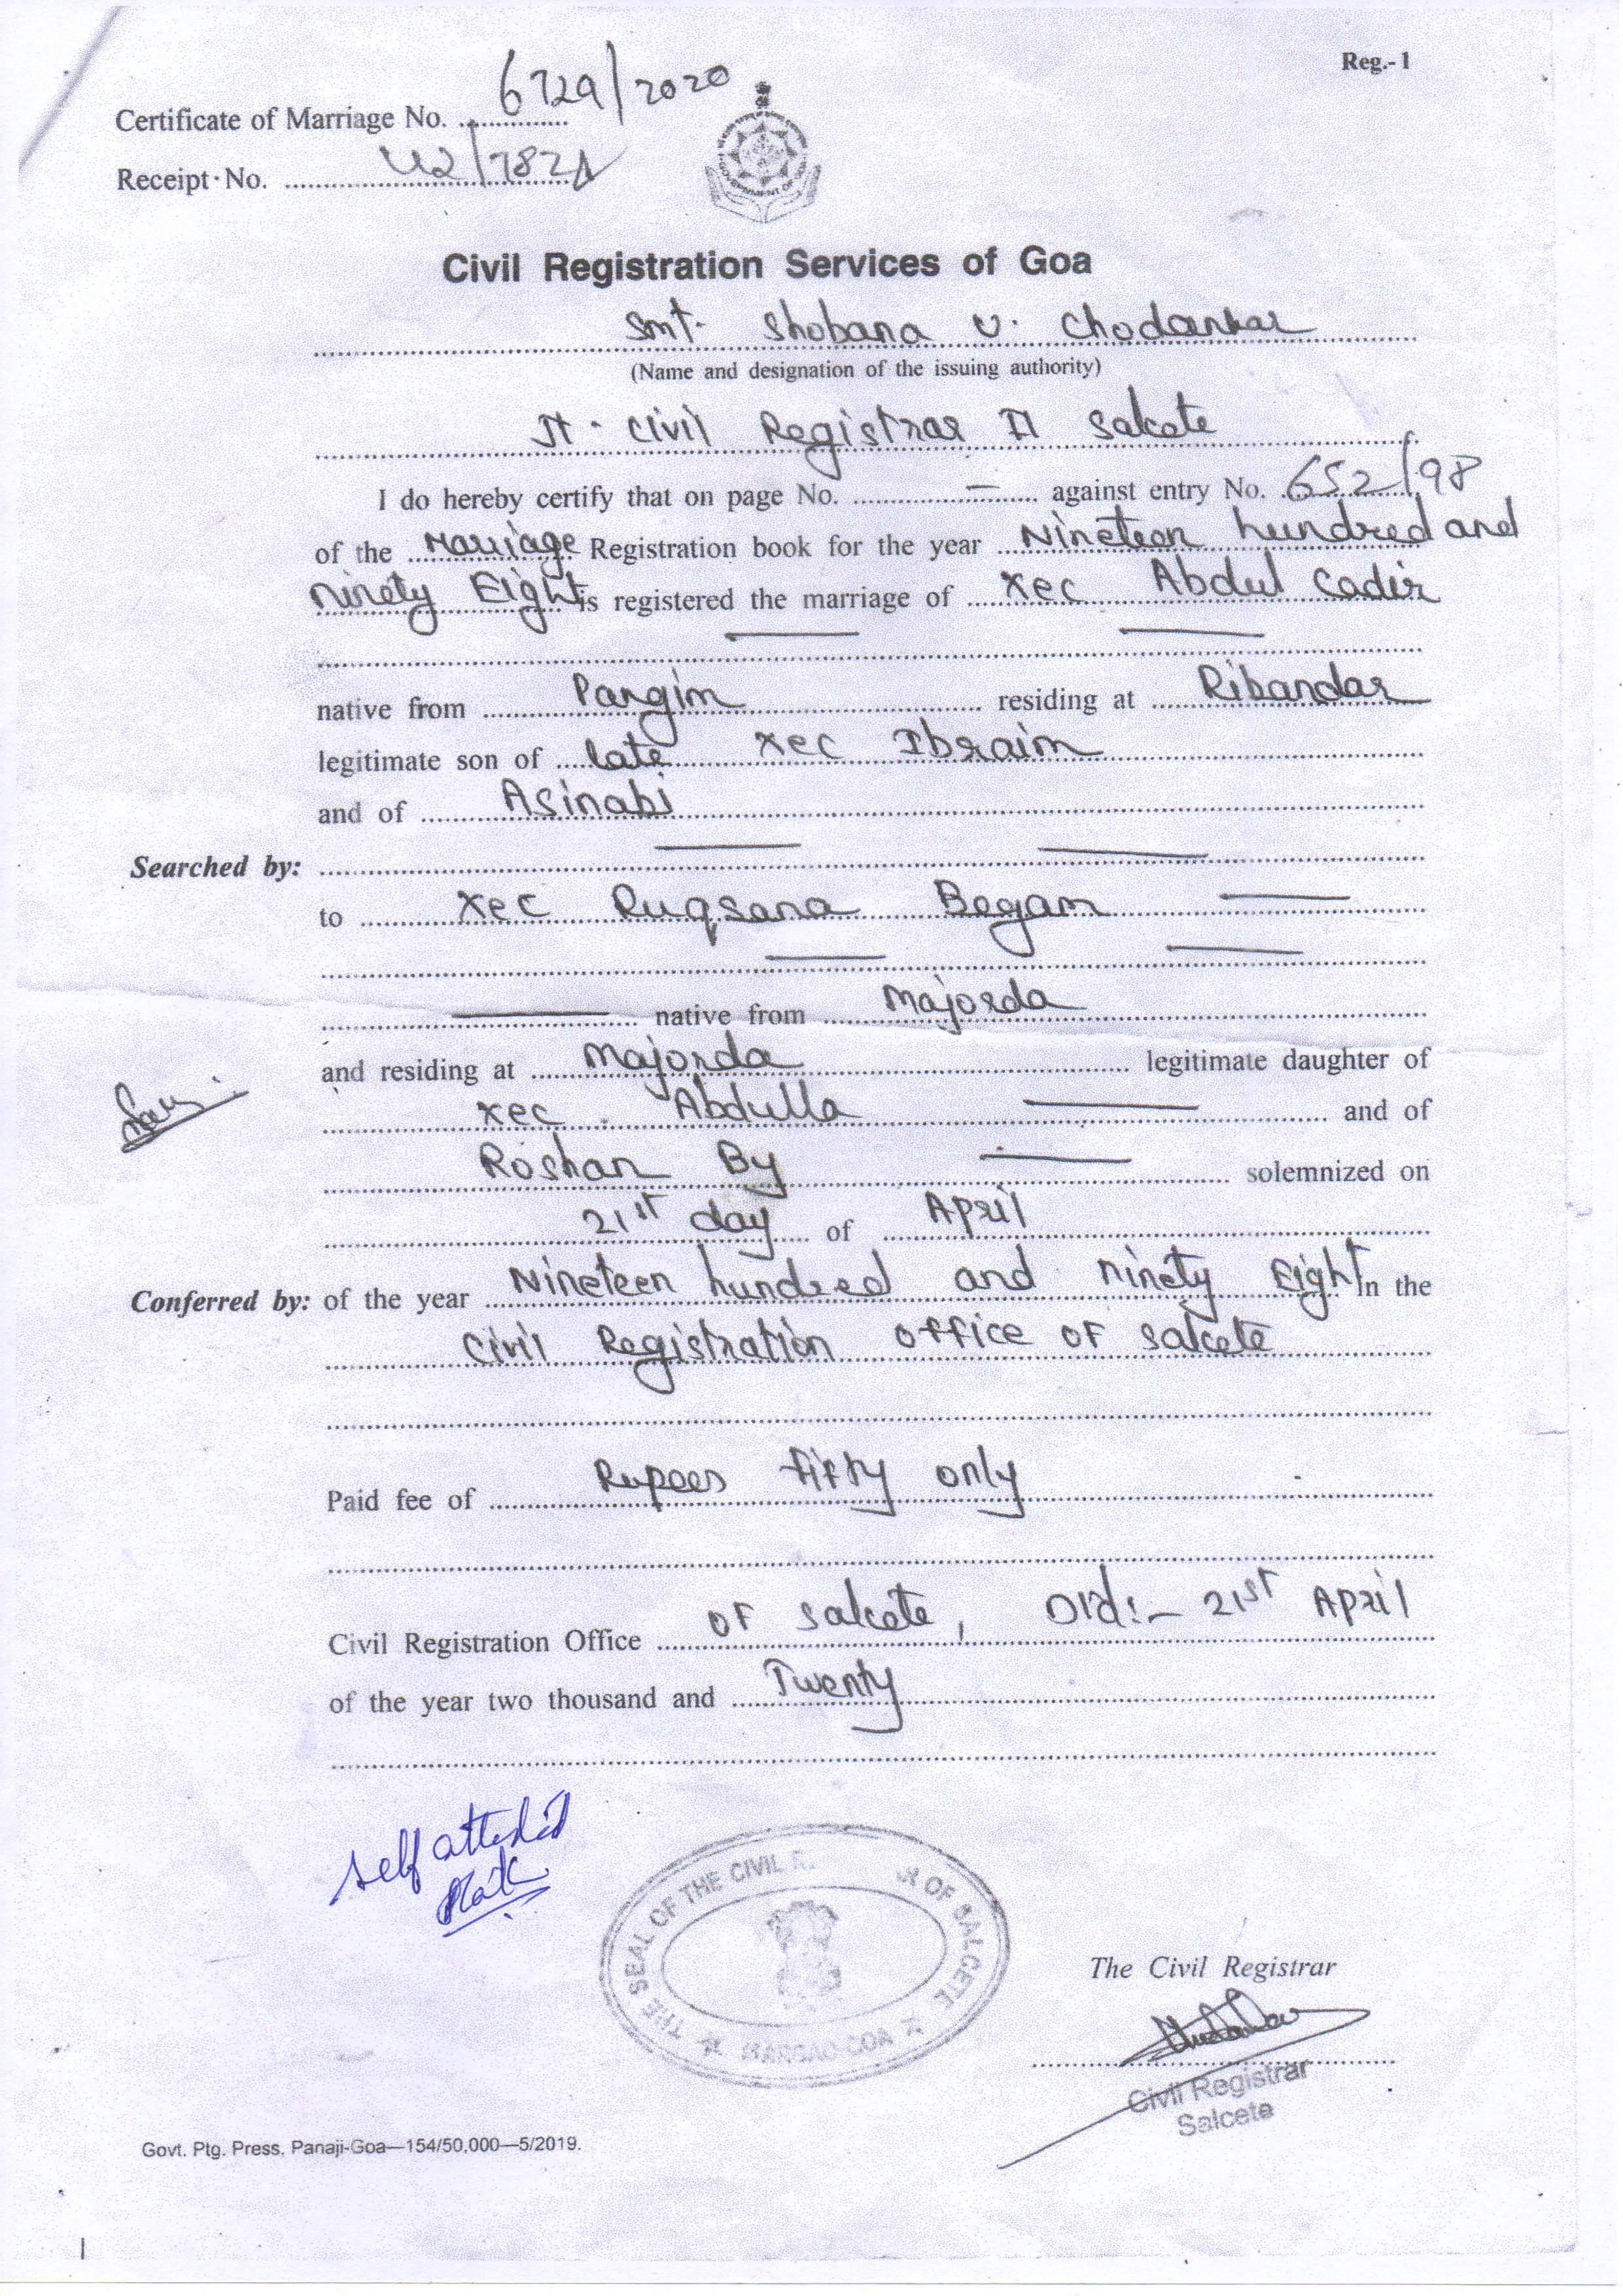 Reg.-1
Certificate of Marriage No. 6729/2020
Receipt No.
GOVERNMENT OF GOA
Civil Registration Services of Goa
Smt. Shobana V. Chodankar
(Name and designation of the issuing authority)
Jt. Civil Registrar II Salcete
I do hereby certify that on page No. — against entry No. 652/98
of the Marriage Registration book for the year Nineteen hundred and
Ninety Eight is registered the marriage of Xec Abdul Cadir
native from Pangim residing at Ribandar
legitimate son of late Xec Ibraim
and of Asinabi
Searched by:
to Xec Ruqsana Begam
native from Majorda
and residing at Majorda legitimate daughter of
Xec Abdulla and of
Roshan By solemnized on
21st day of April
Conferred by: of the year Nineteen hundred and ninety Eight in the
Civil Registration Office OF Salcete
Paid fee of Rupees fifty only
Civil Registration Office OF Salcete, Dtd:- 21st April
of the year two thousand and Twenty
self attested
THE SEAL OF THE CIVIL R OF SALCETE
MARGAO GOA
The Civil Registrar
Civil Registrar
Salcete
Govt. Ptg. Press, Panaji-Goa—154/50,000—5/2019.